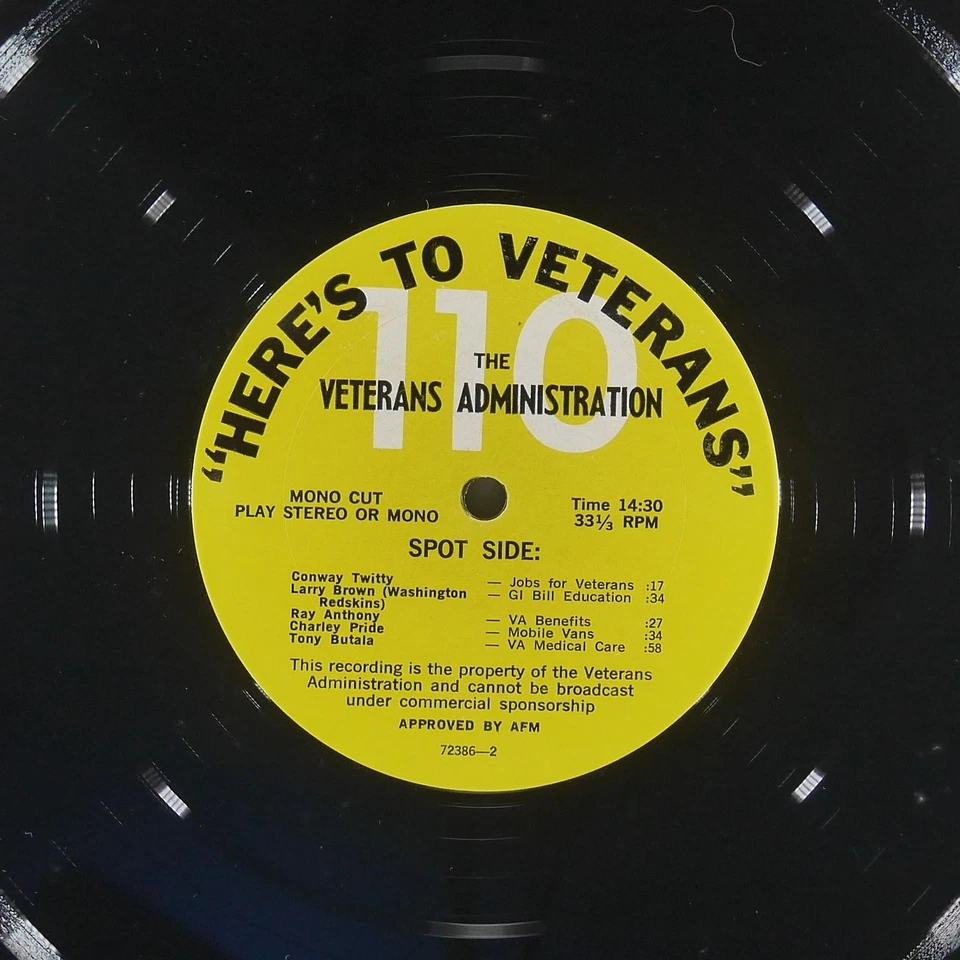 "HERE'S TO VETERANS"
110
THE
VETERANS ADMINISTRATION
MONO CUT
PLAY STEREO OR MONO
Time 14:30
33⅓ RPM
SPOT SIDE:
Conway Twitty — Jobs for Veterans :17
Larry Brown (Washington — GI Bill Education :34
Redskins)
Ray Anthony — VA Benefits :27
Charley Pride — Mobile Vans :34
Tony Butala — VA Medical Care :58
This recording is the property of the Veterans
Administration and cannot be broadcast
under commercial sponsorship
APPROVED BY AFM
72386—2